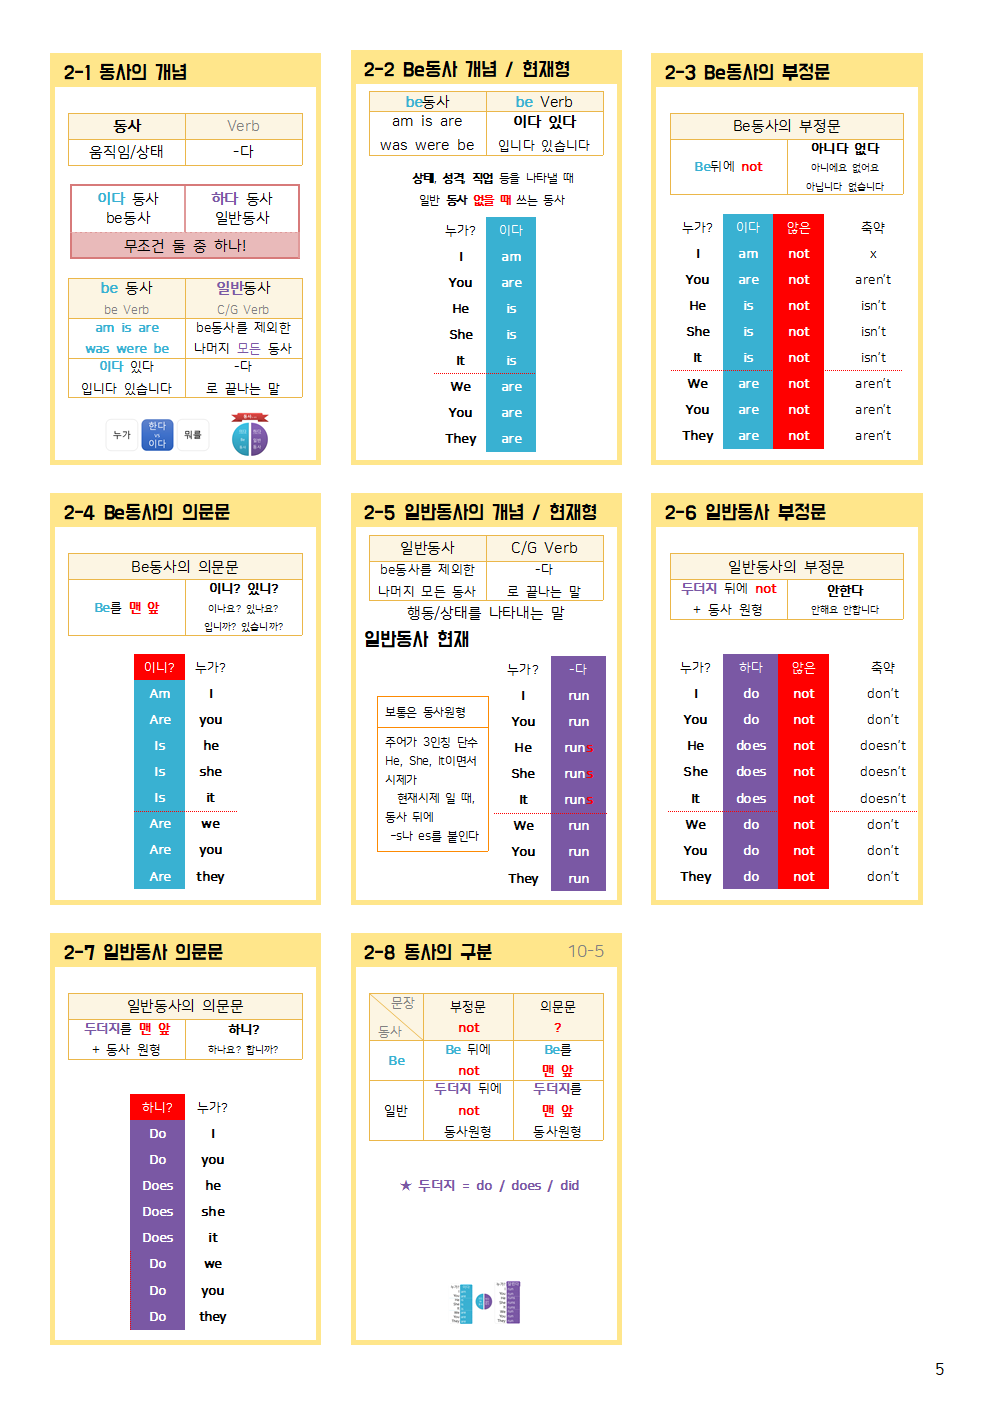 2-1 동사의 개념
동사 Verb
움직임/상태 -다
이다 동사 하다 동사
be동사 일반동사
무조건 둘 중 하나!
be 동사 일반동사
be Verb C/G Verb
am is are be동사를 제외한
was were be 나머지 모든 동사
이다 있다 -다
입니다 있습니다 로 끝나는 말
누가 한다 vs 이다 뭐를
2-2 Be동사 개념 / 현재형
be동사 be Verb
am is are 이다 있다
was were be 입니다 있습니다
상태, 성격, 직업 등을 나타낼 때
일반 동사 없을 때 쓰는 동사
누가? 이다
I am
You are
He is
She is
It is
We are
You are
They are
2-3 Be동사의 부정문
Be동사의 부정문
Be뒤에 not
아니다 없다
아니에요 없어요
아닙니다 없습니다
누가? 이다 않은 축약
I am not x
You are not aren't
He is not isn't
She is not isn't
It is not isn't
We are not aren't
You are not aren't
They are not aren't
2-4 Be동사의 의문문
Be동사의 의문문
Be를 맨 앞
이니? 있니?
이나요? 있나요?
입니까? 있습니까?
이니? 누가?
Am I
Are you
Is he
Is she
Is it
Are we
Are you
Are they
2-5 일반동사의 개념 / 현재형
일반동사 C/G Verb
be동사를 제외한 -다
나머지 모든 동사 로 끝나는 말
행동/상태를 나타내는 말
일반동사 현재
보통은 동사원형
주어가 3인칭 단수
He, She, It이면서
시제가
현재시제 일 때,
동사 뒤에
-s나 es를 붙인다
누가? -다
I run
You run
He runs
She runs
It runs
We run
You run
They run
2-6 일반동사 부정문
일반동사의 부정문
두더지 뒤에 not 안한다
+ 동사 원형 안해요 안합니다
누가? 하다 않은 축약
I do not don't
You do not don't
He does not doesn't
She does not doesn't
It does not doesn't
We do not don't
You do not don't
They do not don't
2-7 일반동사 의문문
일반동사의 의문문
두더지를 맨 앞 하니?
+ 동사 원형 하나요? 합니까?
하니? 누가?
Do I
Do you
Does he
Does she
Does it
Do we
Do you
Do they
2-8 동사의 구분 10-5
문장 부정문 의문문
동사 not ?
Be Be 뒤에 Be를
not 맨 앞
두더지 뒤에 두더지를
일반 not 맨 앞
동사원형 동사원형
★ 두더지 = do / does / did
5